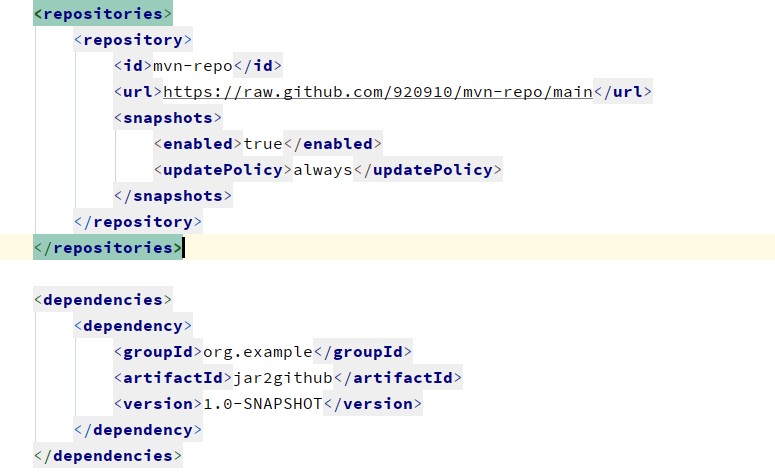 <repositories>
<repository>
<id>mvn-repo</id>
<url>https://raw.github.com/920910/mvn-repo/main</url>
<snapshots>
<enabled>true</enabled>
<updatePolicy>always</updatePolicy>
</snapshots>
</repository>
</repositories>
<dependencies>
<dependency>
<groupId>org.example</groupId>
<artifactId>jar2github</artifactId>
<version>1.0-SNAPSHOT</version>
</dependency>
</dependencies>